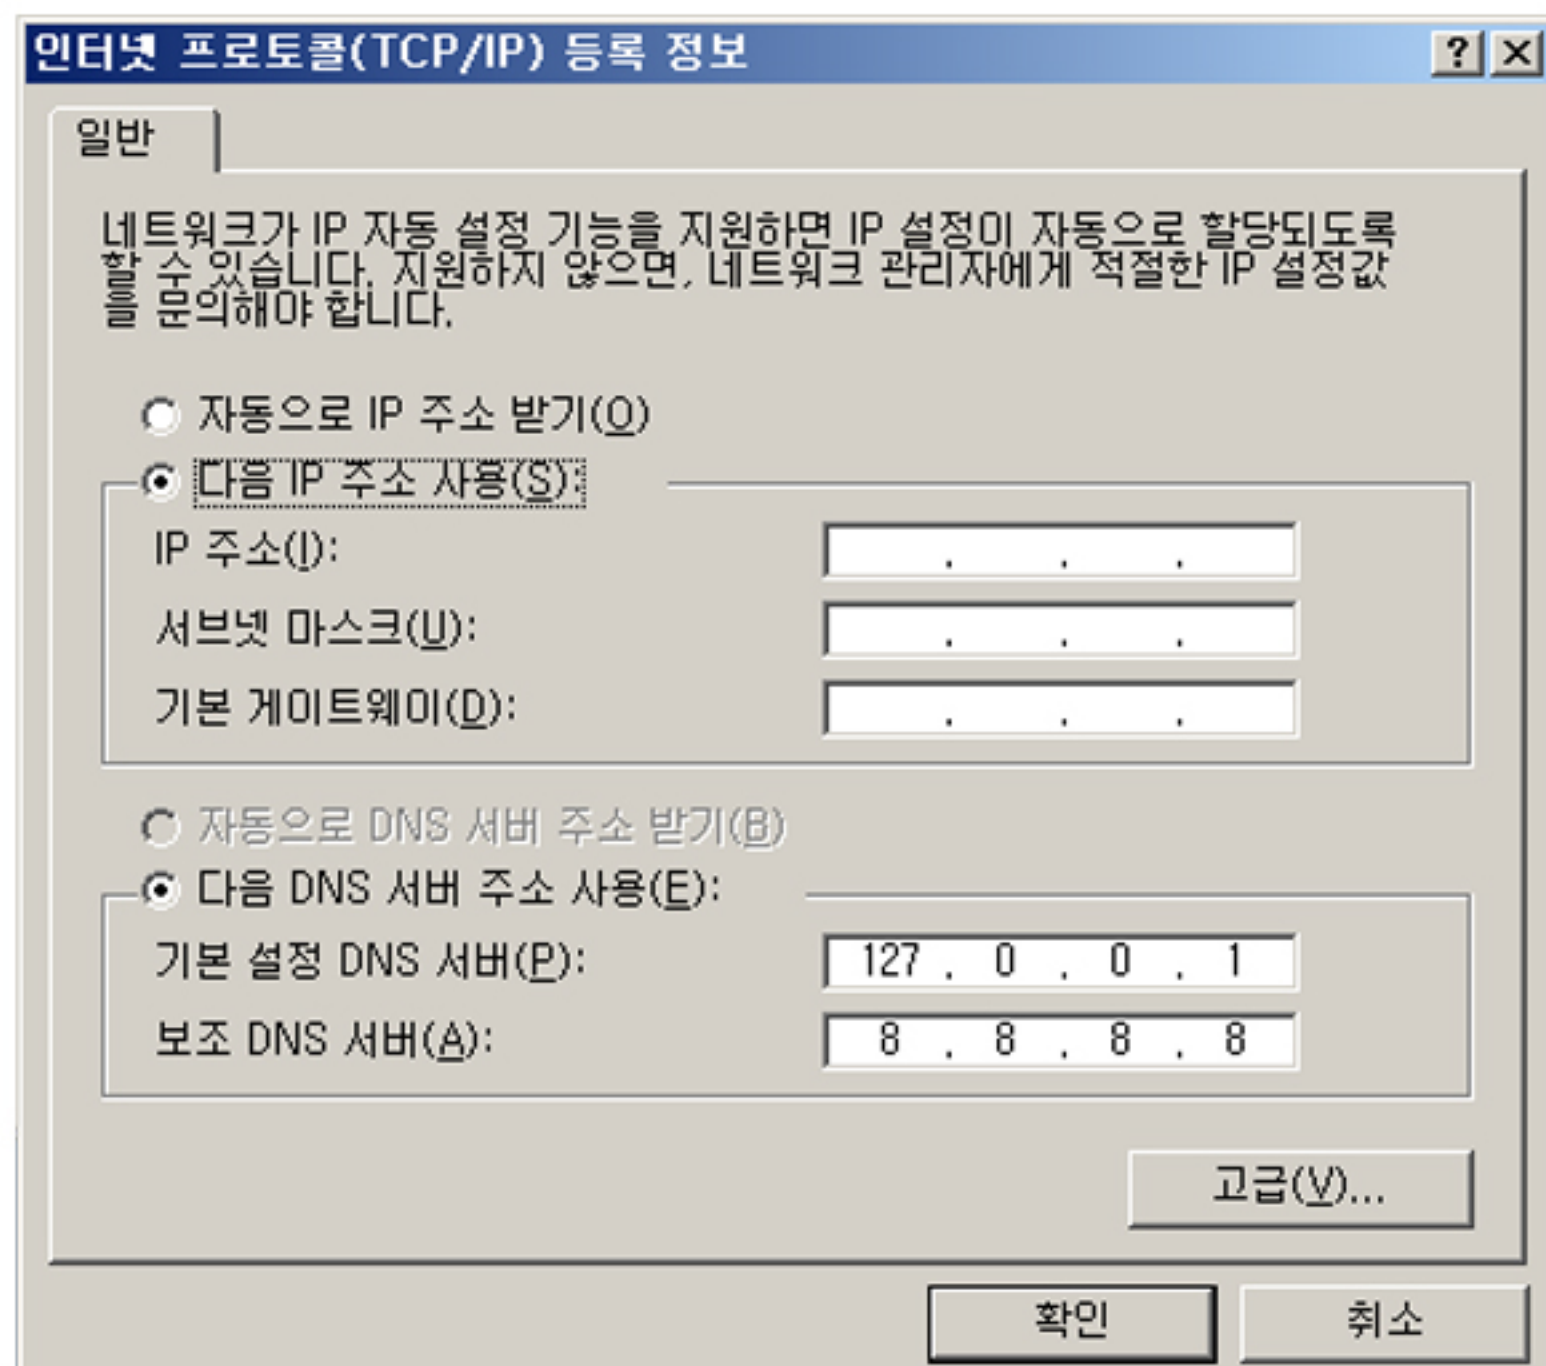 인터넷 프로토콜(TCP/IP) 등록 정보
일반
네트워크가 IP 자동 설정 기능을 지원하면 IP 설정이 자동으로 할당되도록
할 수 있습니다. 지원하지 않으면, 네트워크 관리자에게 적절한 IP 설정값
을 문의해야 합니다.
자동으로 IP 주소 받기(O)
다음 IP 주소 사용(S):
IP 주소(I): . . .
서브넷 마스크(U): . . .
기본 게이트웨이(D): . . .
자동으로 DNS 서버 주소 받기(B)
다음 DNS 서버 주소 사용(E):
기본 설정 DNS 서버(P): 127 . 0 . 0 . 1
보조 DNS 서버(A): 8 . 8 . 8 . 8
고급(V)...
확인 취소